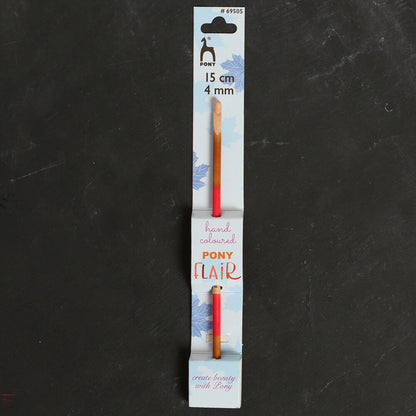 # 69505
PONY
15 cm
4 mm
hand
coloured
PONY
FLAIR
create beauty
with Pony